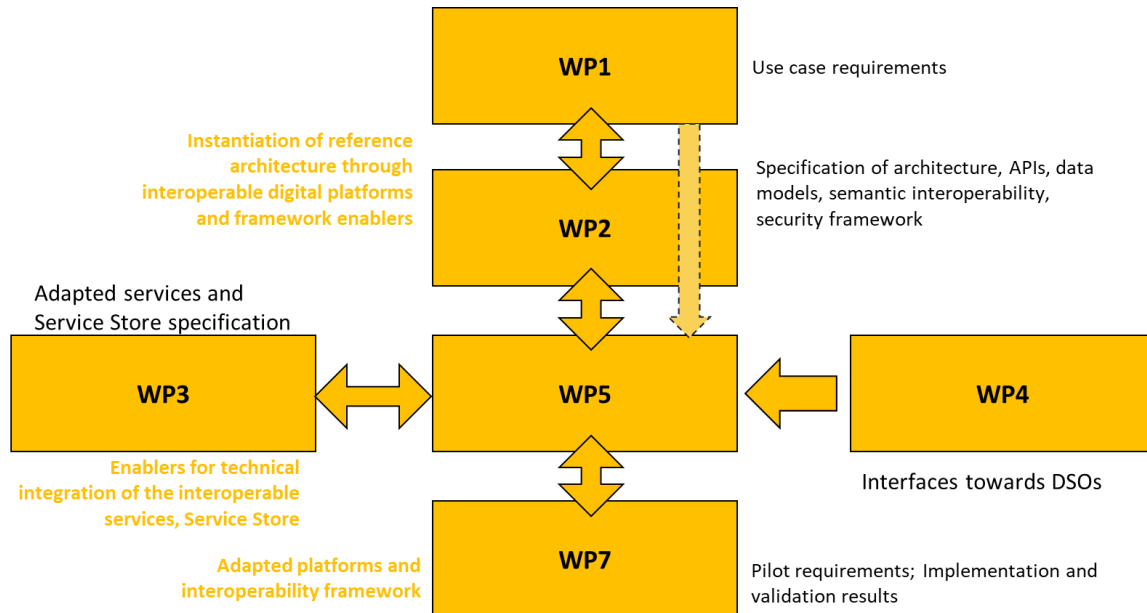 WP1
Use case requirements
Instantiation of reference
architecture through
interoperable digital platforms
and framework enablers
WP2
Specification of architecture, APIs, data
models, semantic interoperability,
security framework
Adapted services and
Service Store specification
WP3
WP5
WP4
Enablers for technical
integration of the interoperable
services, Service Store
Interfaces towards DSOs
Adapted platforms and
interoperability framework
WP7
Pilot requirements; Implementation and
validation results